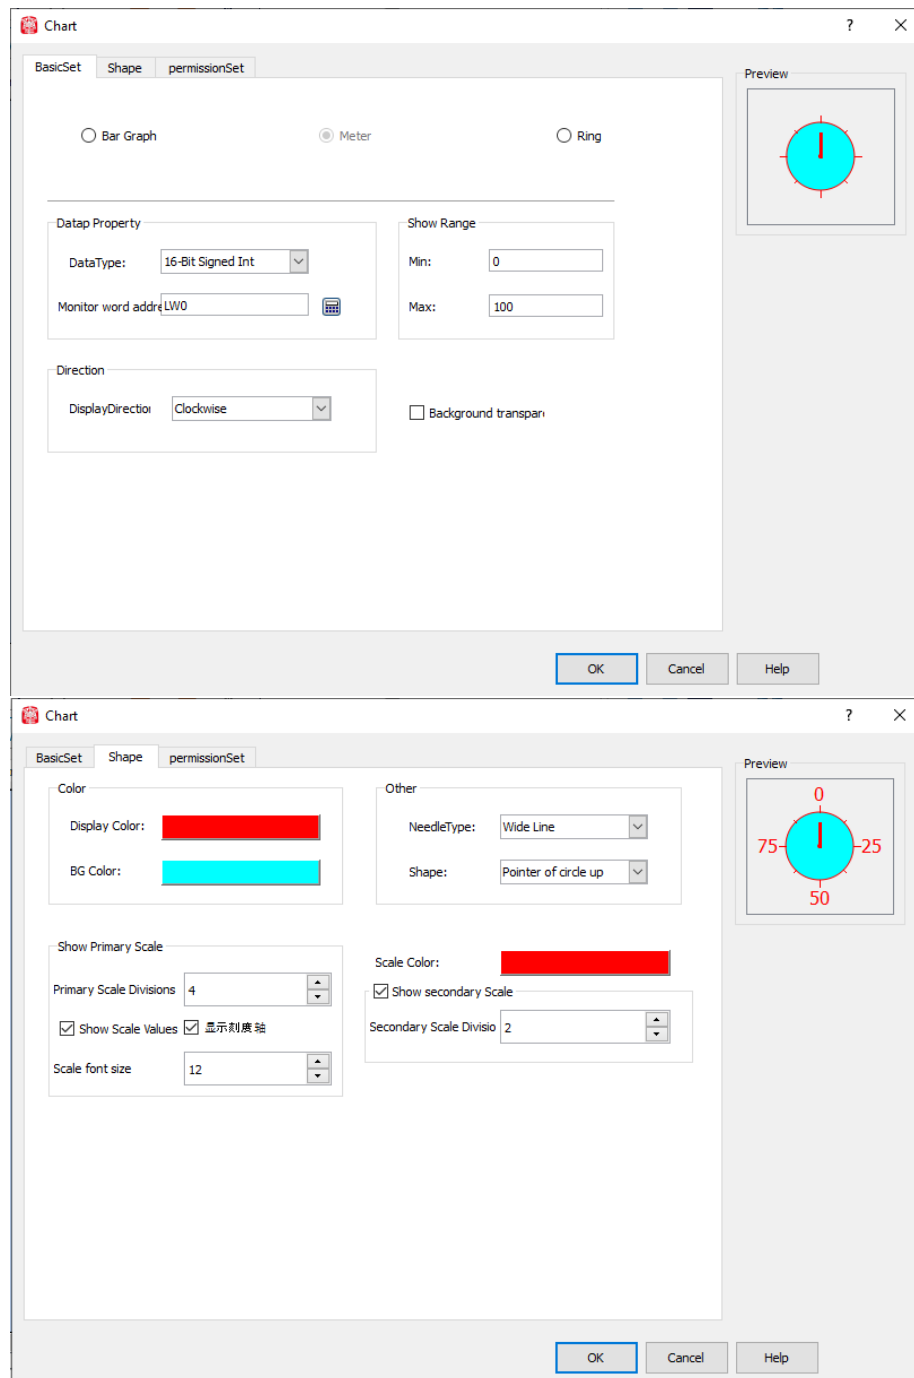 Chart
?
BasicSet Shape permissionSet
Preview
Bar Graph Meter Ring
Datap Property
Show Range
DataType: 16-Bit Signed Int
Min: 0
Monitor word addre LW0
Max: 100
Direction
DisplayDirection Clockwise
Background transpare
OK Cancel Help
Chart
?
BasicSet Shape permissionSet
Preview
Color
Other
Display Color:
NeedleType: Wide Line
BG Color:
Shape: Pointer of circle up
0
75 25
50
Show Primary Scale
Scale Color:
Primary Scale Divisions 4
Show secondary Scale
Show Scale Values 显示刻度轴
Secondary Scale Divisio 2
Scale font size 12
OK Cancel Help